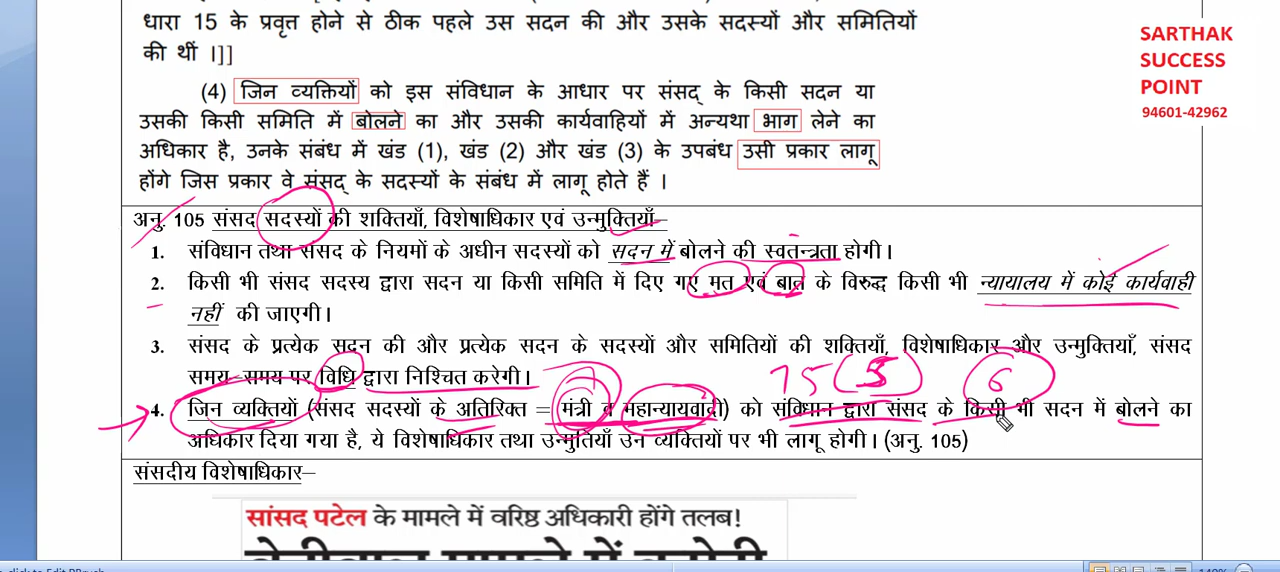 धारा 15 के प्रवृत्त होने से ठीक पहले उस सदन की और उसके सदस्यों और समितियों
की थीं ।]]
SARTHAK
SUCCESS
POINT
94601-42962
(4) जिन व्यक्तियों को इस संविधान के आधार पर संसद् के किसी सदन या
उसकी किसी समिति में बोलने का और उसकी कार्यवाहियों में अन्यथा भाग लेने का
अधिकार है, उनके संबंध में खंड (1), खंड (2) और खंड (3) के उपबंध उसी प्रकार लागू
होंगे जिस प्रकार वे संसद् के सदस्यों के संबंध में लागू होते हैं ।
अनु. 105 संसद सदस्यों की शक्तियाँ, विशेषाधिकार एवं उन्मुक्तियाँ–
1. संविधान तथा संसद के नियमों के अधीन सदस्यों को सदन में बोलने की स्वतन्त्रता होगी।
2. किसी भी संसद सदस्य द्वारा सदन या किसी समिति में दिए गए मत एवं बात के विरुद्ध किसी भी न्यायालय में कोई कार्यवाही
नहीं की जाएगी।
3. संसद के प्रत्येक सदन की और प्रत्येक सदन के सदस्यों और समितियों की शक्तियाँ, विशेषाधिकार और उन्मुक्तियाँ, संसद
समय–समय पर विधि द्वारा निश्चित करेगी।
75(5) 6
4. जिन व्यक्तियों (संसद सदस्यों के अतिरिक्त = मंत्री व महान्यायवादी) को संविधान द्वारा संसद के किसी भी सदन में बोलने का
अधिकार दिया गया है, ये विशेषाधिकार तथा उन्मुतियाँ उन व्यक्तियों पर भी लागू होगी। (अनु. 105)
संसदीय विशेषाधिकार–
सांसद पटेल के मामले में वरिष्ठ अधिकारी होंगे तलब!